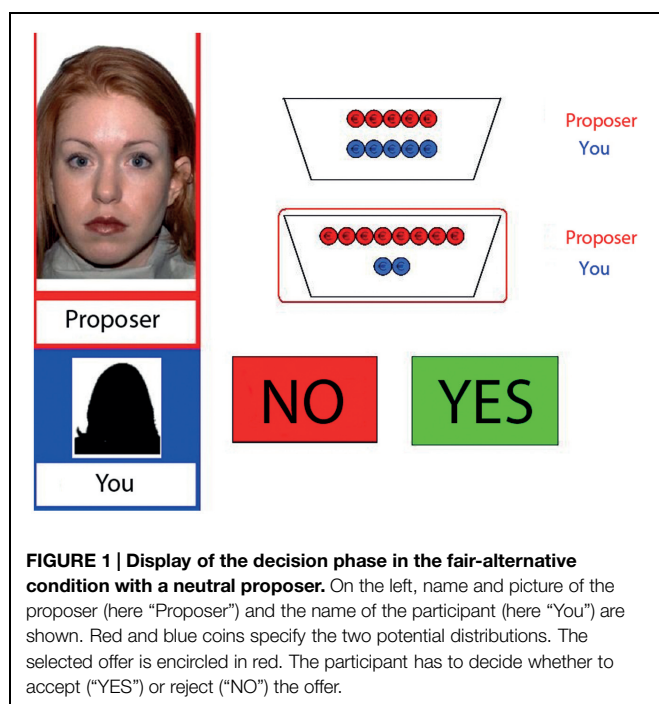 Proposer
You
Proposer
You
Proposer
NO
YES
You
FIGURE 1 | Display of the decision phase in the fair-alternative
condition with a neutral proposer. On the left, name and picture of the
proposer (here “Proposer”) and the name of the participant (here “You”) are
shown. Red and blue coins specify the two potential distributions. The
selected offer is encircled in red. The participant has to decide whether to
accept (“YES”) or reject (“NO”) the offer.